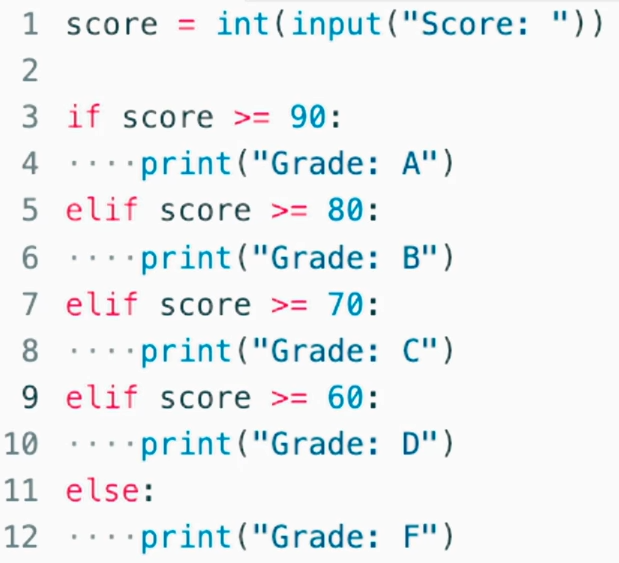 1 score = int(input("Score: "))
2
3 if score >= 90:
4 ····print("Grade: A")
5 elif score >= 80:
6 ····print("Grade: B")
7 elif score >= 70:
8 ····print("Grade: C")
9 elif score >= 60:
10 ····print("Grade: D")
11 else:
12 ····print("Grade: F")